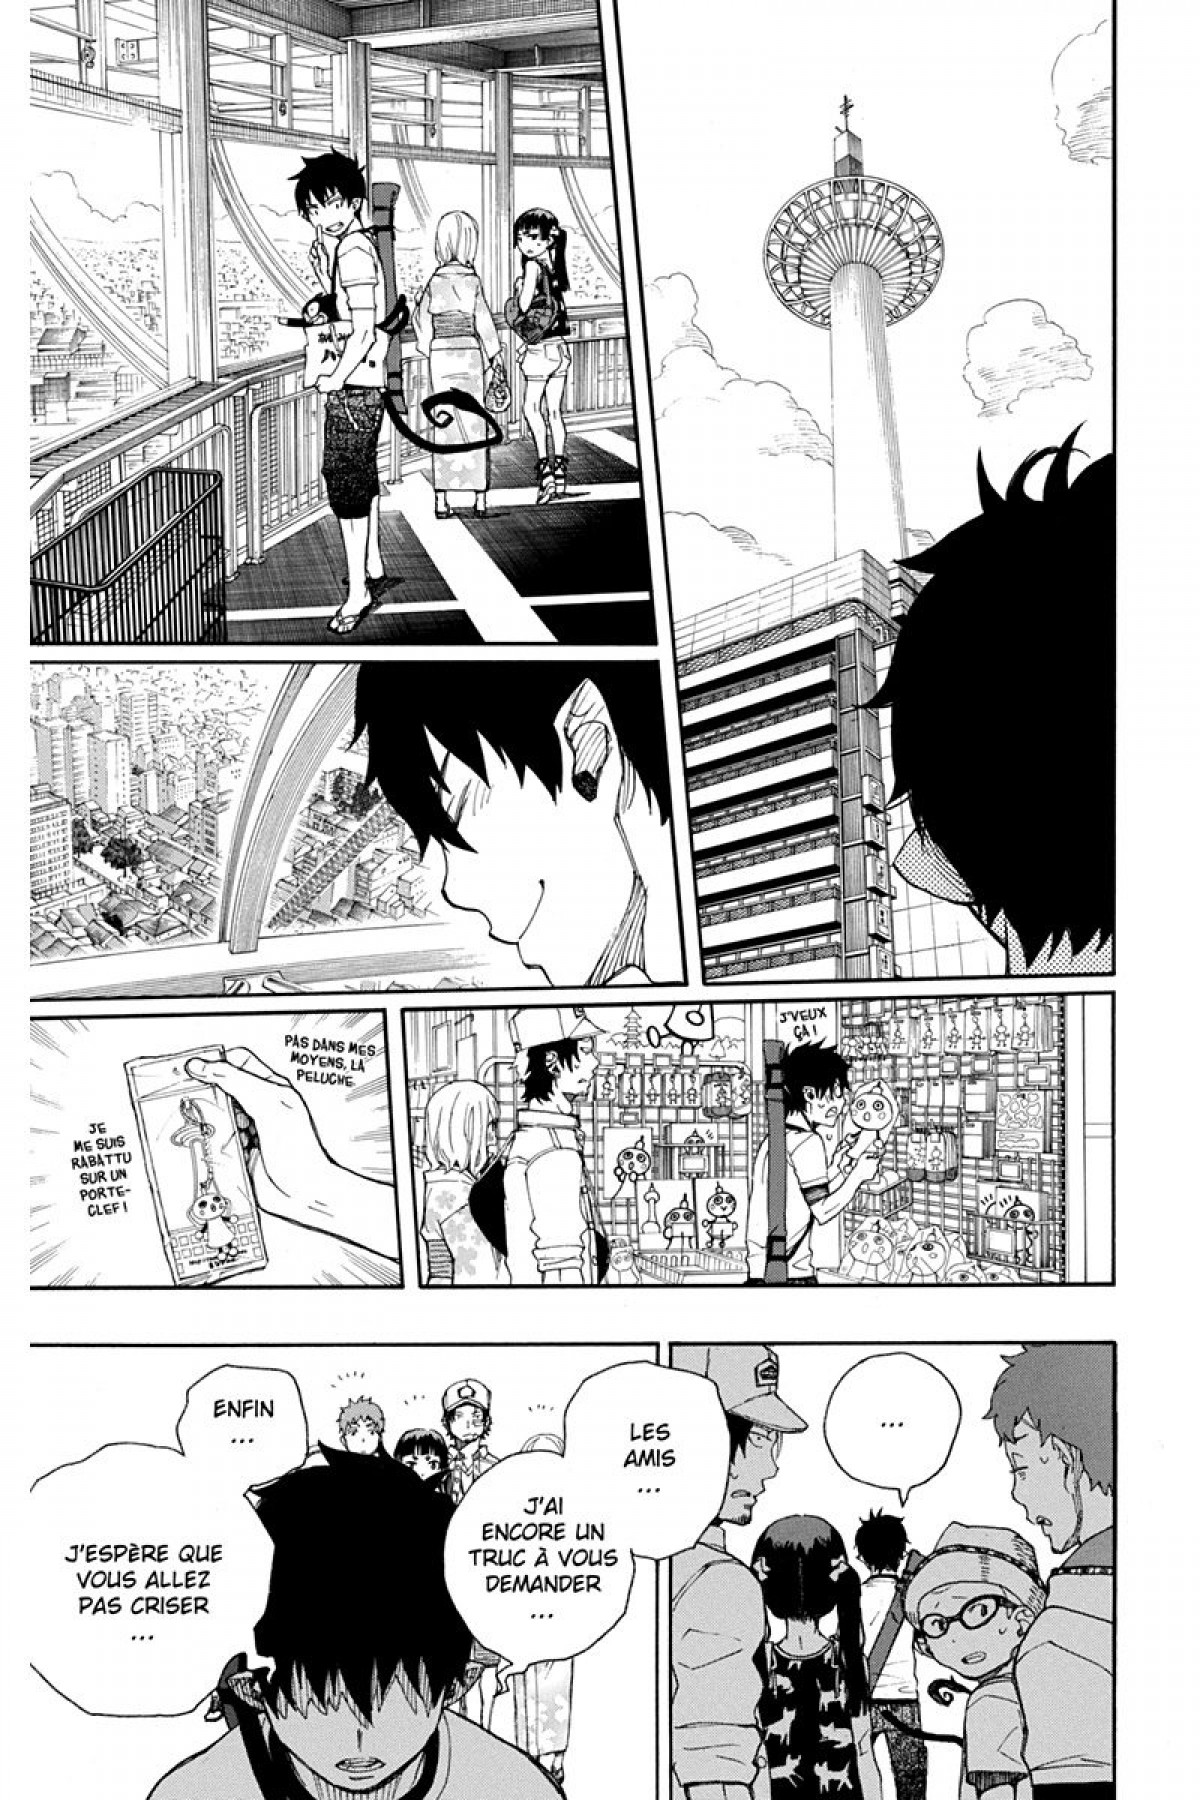 J'VEUX
ÇA !
PAS DANS MES
MOYENS, LA
PELUCHE.
JE
ME SUIS
RABATTU
SUR UN
PORTE-
CLEF !
...
LES
AMIS
...
J'AI
ENCORE UN
TRUC À VOUS
DEMANDER
...
ENFIN
...
J'ESPÈRE QUE
VOUS ALLEZ
PAS CRISER
...